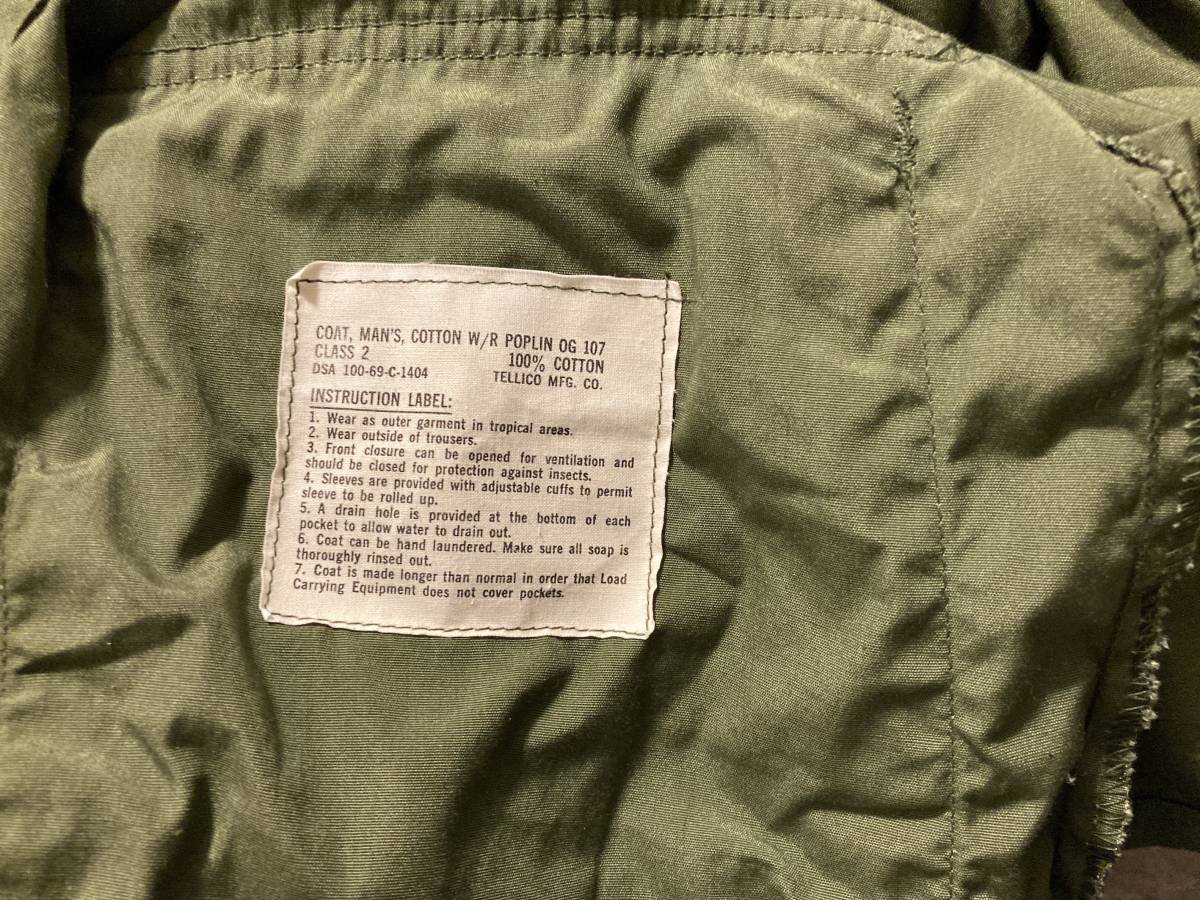 COAT, MAN'S, COTTON W/R POPLIN OG 107
CLASS 2 100% COTTON
DSA 100-69-C-1404 TELLICO MFG. CO.
INSTRUCTION LABEL:
1. Wear as outer garment in tropical areas.
2. Wear outside of trousers.
3. Front closure can be opened for ventilation and
should be closed for protection against insects.
4. Sleeves are provided with adjustable cuffs to permit
sleeve to be rolled up.
5. A drain hole is provided at the bottom of each
pocket to allow water to drain out.
6. Coat can be hand laundered. Make sure all soap is
thoroughly rinsed out.
7. Coat is made longer than normal in order that Load
Carrying Equipment does not cover pockets.